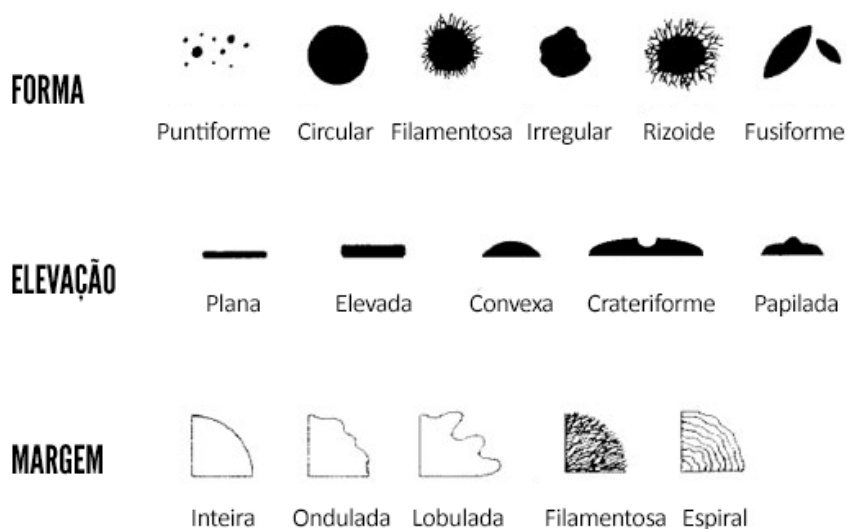 FORMA
Puntiforme Circular Filamentosa Irregular Rizoide Fusiforme
ELEVAÇÃO
Plana Elevada Convexa Crateriforme Papilada
MARGEM
Inteira Ondulada Lobulada Filamentosa Espiral